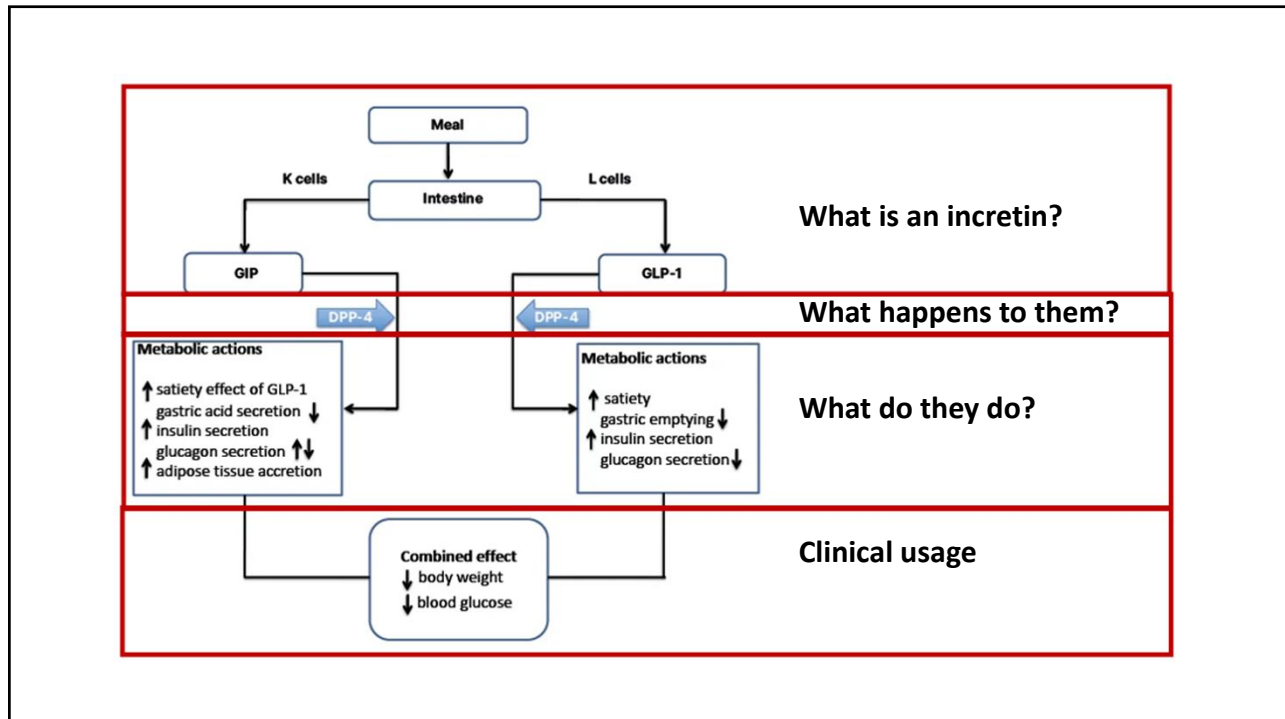 Meal
K cells
L cells
Intestine
What is an incretin?
GIP
GLP-1
DPP-4
DPP-4
What happens to them?
Metabolic actions
↑ satiety effect of GLP-1
gastric acid secretion ↓
↑ insulin secretion
glucagon secretion ↑↓
↑ adipose tissue accretion
Metabolic actions
↑ satiety
gastric emptying ↓
↑ insulin secretion
glucagon secretion ↓
What do they do?
Combined effect
↓ body weight
↓ blood glucose
Clinical usage